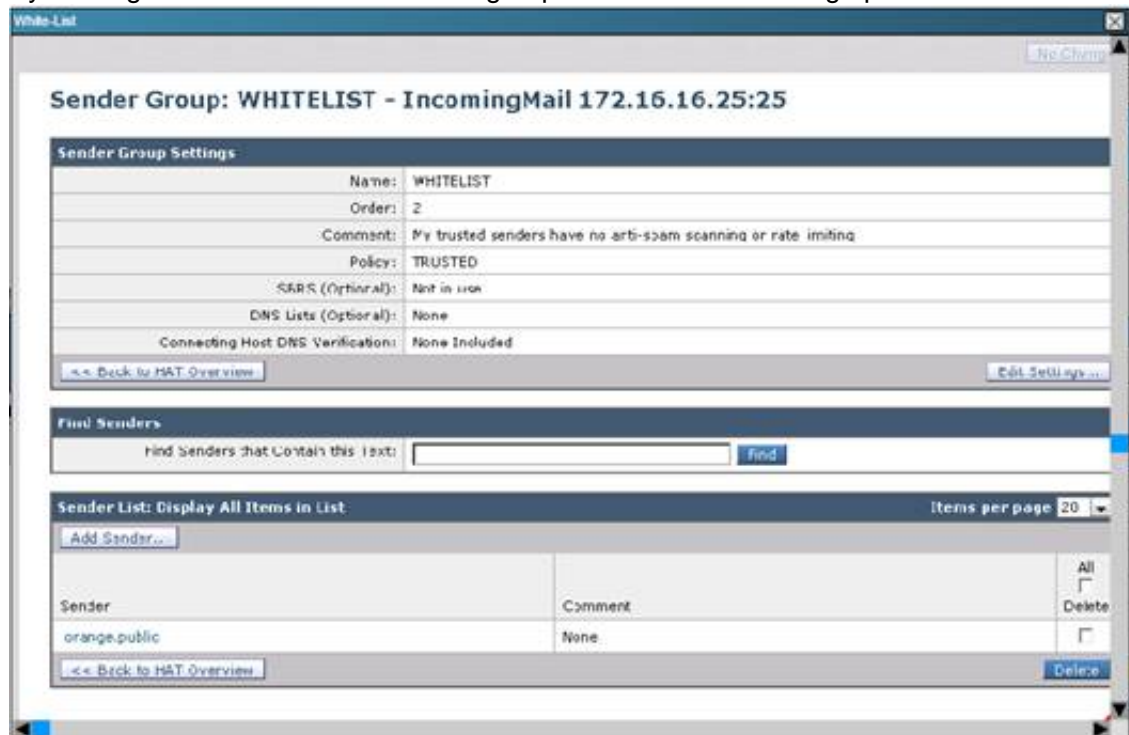 White-List
No Chang
Sender Group: WHITELIST - IncomingMail 172.16.16.25:25
Sender Group Settings
Name: WHITELIST
Order: 2
Comment: My trusted senders have no anti-spam scanning or rate limiting
Policy: TRUSTED
SBRS (Optional): Not in use
DNS Lists (Optional): None
Connecting Host DNS Verification: None Included
<< Back to HAT Overview Edit Settings...
Find Senders
Find Senders that Contain this Text: Find
Sender List: Display All Items in List Items per page 20
Add Sender...
All
Sender Comment Delete
orange.public None
<< Back to HAT Overview Delete